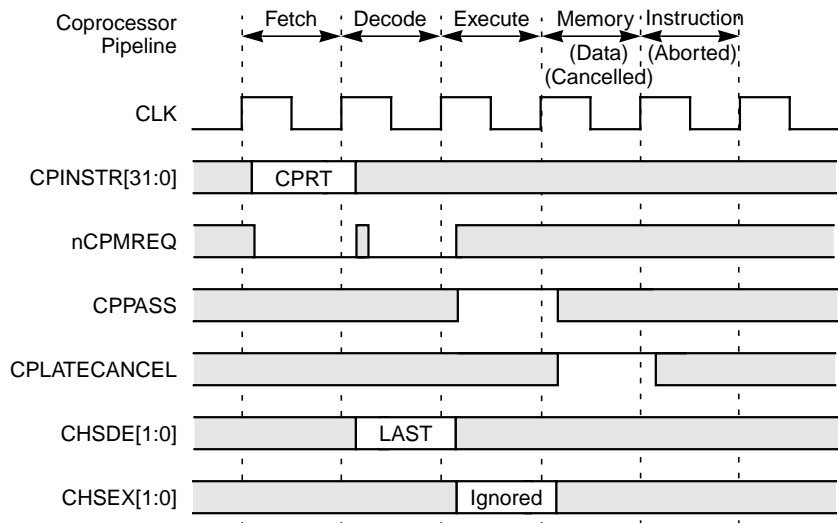 Coprocessor
Pipeline
Fetch
Decode
Execute
Memory
Instruction
(Data)
(Aborted)
(Cancelled)
CLK
CPINSTR[31:0]
CPRT
nCPMREQ
CPPASS
CPLATECANCEL
CHSDE[1:0]
LAST
CHSEX[1:0]
Ignored